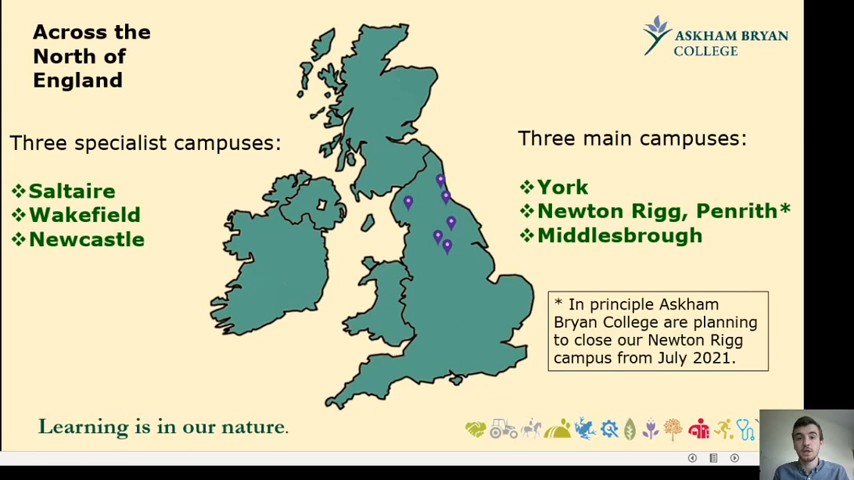 Across the
North of
England
ASKHAM BRYAN
COLLEGE
Three specialist campuses:
❖Saltaire
❖Wakefield
❖Newcastle
Three main campuses:
❖York
❖Newton Rigg, Penrith*
❖Middlesbrough
* In principle Askham
Bryan College are planning
to close our Newton Rigg
campus from July 2021.
Learning is in our nature.